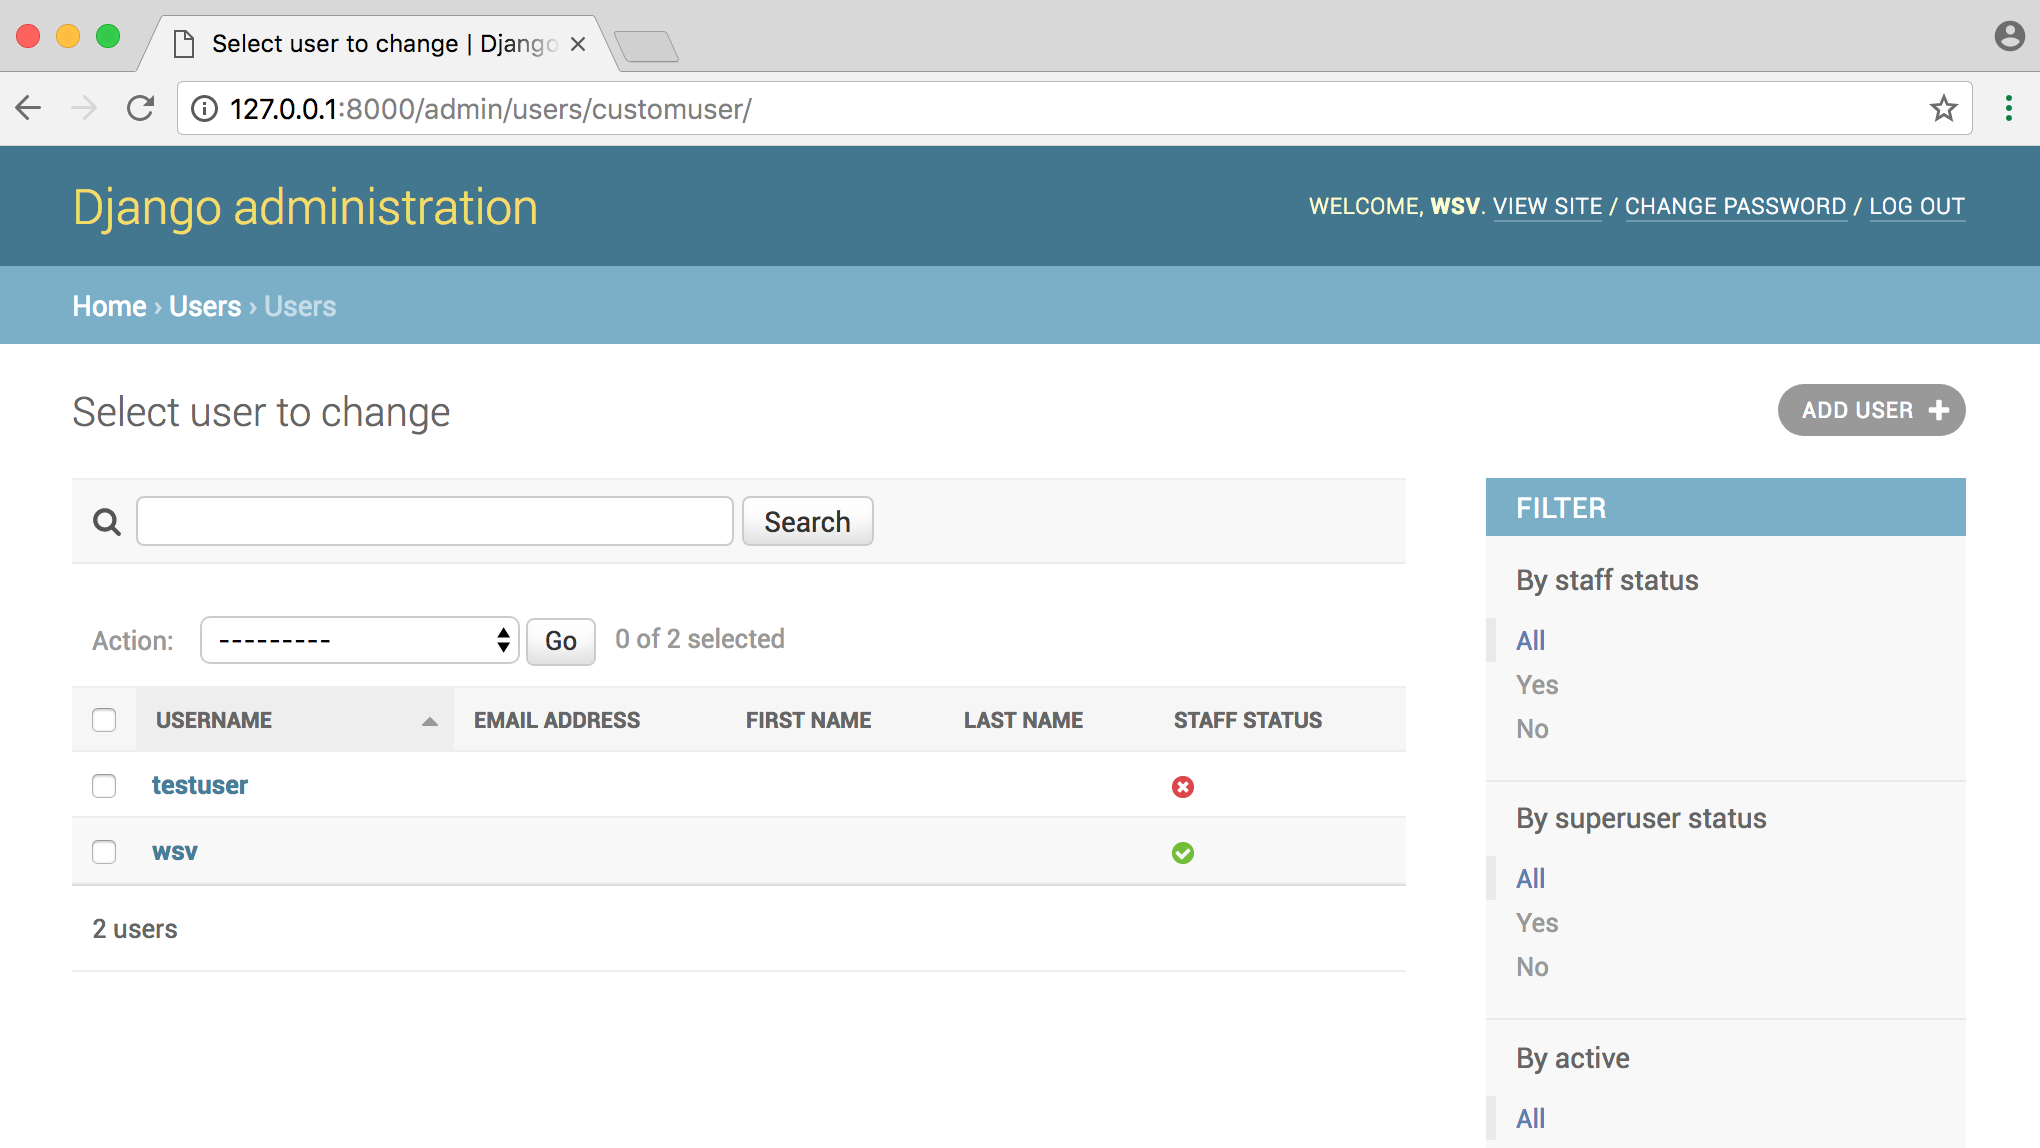 Select user to change | Django
127.0.0.1:8000/admin/users/customuser/
Django administration
WELCOME, WSV. VIEW SITE / CHANGE PASSWORD / LOG OUT
Home › Users › Users
Select user to change
ADD USER +
Search
Action: --------- Go 0 of 2 selected
USERNAME EMAIL ADDRESS FIRST NAME LAST NAME STAFF STATUS
testuser
wsv
2 users
FILTER
By staff status
All
Yes
No
By superuser status
All
Yes
No
By active
All